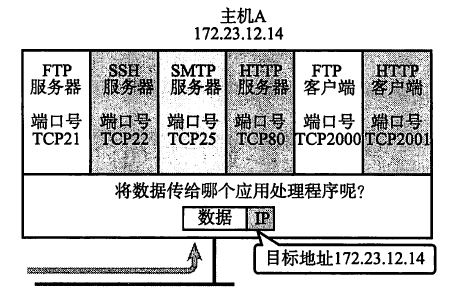 主机A
172.23.12.14
FTP
服务器
端口号
TCP21
SSH
服务器
端口号
TCP22
SMTP
服务器
端口号
TCP25
HTTP
服务器
端口号
TCP80
FTP
客户端
端口号
TCP2000
HTTP
客户端
端口号
TCP2001
将数据传给哪个应用处理程序呢?
数据 IP
目标地址172.23.12.14